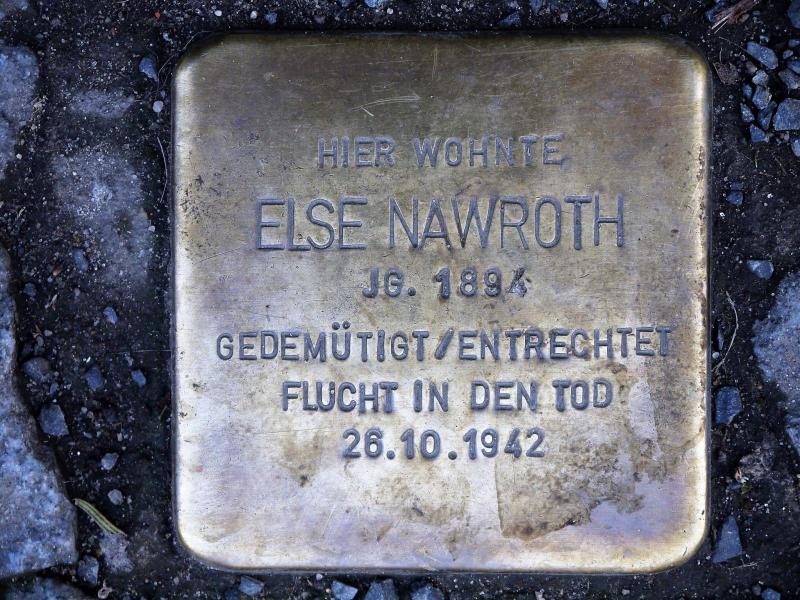 HIER WOHNTE
ELSE NAWROTH
JG. 1894
GEDEMÜTIGT/ENTRECHTET
FLUCHT IN DEN TOD
26.10.1942